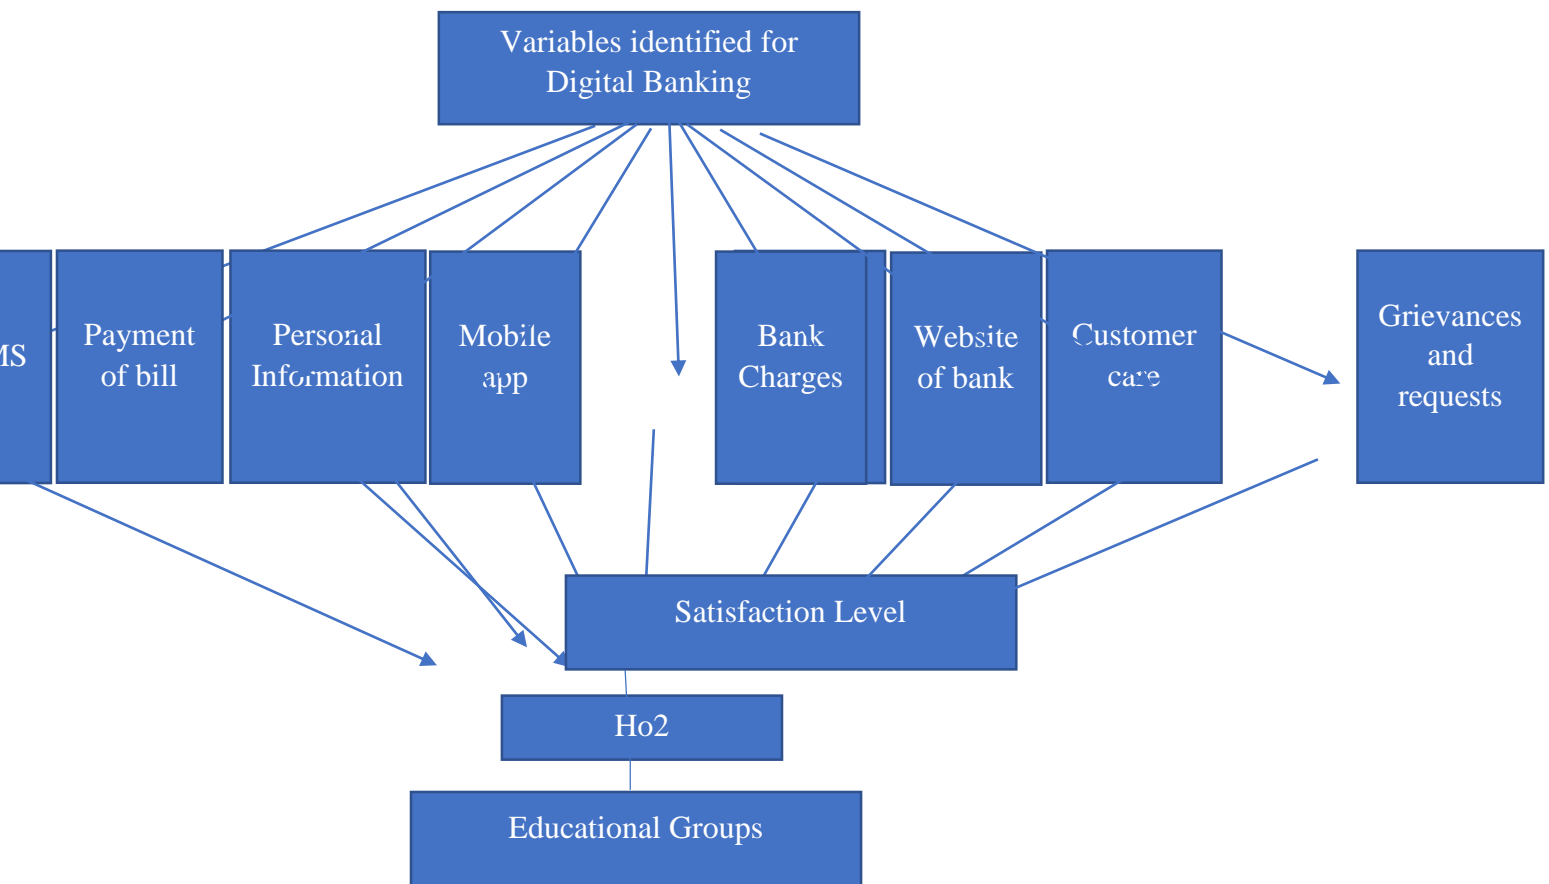 Variables identified for
Digital Banking
Payment
of bill
Personal
Information
Mobile
app
Bank
Charges
Website
of bank
Customer
care
Grievances
and
requests
Satisfaction Level
Ho2
Educational Groups